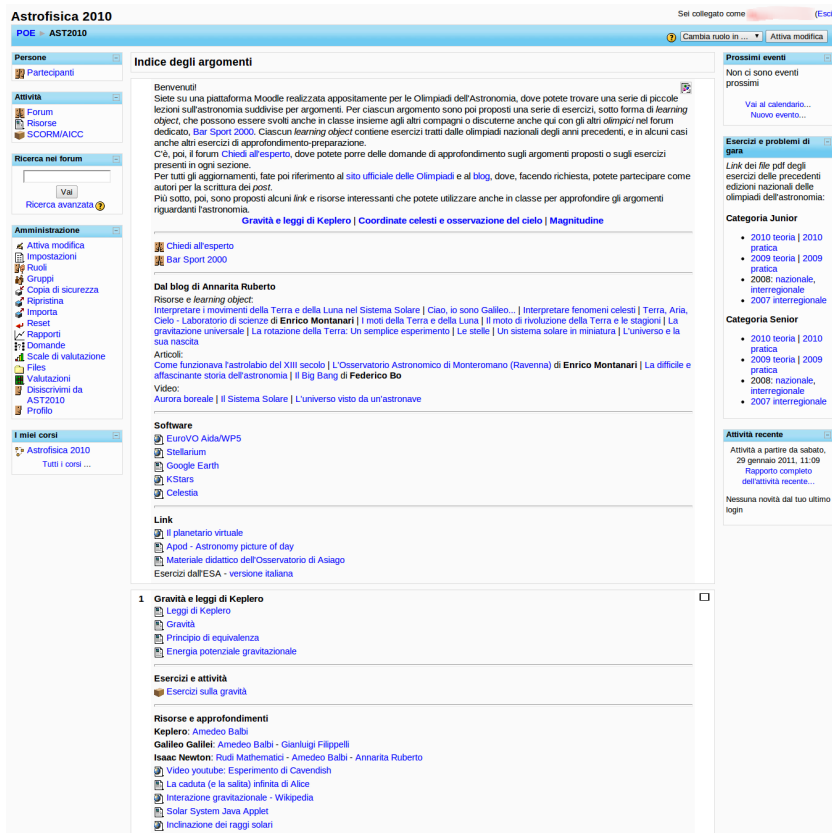 Astrofisica 2010
Sei collegato come
(Esci
POE ► AST2010
Cambia ruolo in ...
Attiva modifica
Persone
Partecipanti
Attività
Forum
Risorse
SCORM/AICC
Ricerca nei forum
Vai
Ricerca avanzata
Amministrazione
Attiva modifica
Impostazioni
Ruoli
Gruppi
Copia di sicurezza
Ripristina
Importa
Reset
Rapporti
Domande
Scale di valutazione
Files
Valutazioni
Disiscrivimi da
AST2010
Profilo
I miei corsi
Astrofisica 2010
Tutti i corsi ...
Indice degli argomenti
Benvenuti!
Siete su una piattaforma Moodle realizzata appositamente per le Olimpiadi dell'Astronomia, dove potete trovare una serie di piccole
lezioni sull'astronomia suddivise per argomenti. Per ciascun argomento sono poi proposti una serie di esercizi, sotto forma di learning
object, che possono essere svolti anche in classe insieme agli altri compagni o discuterne anche qui con gli altri olimpici nel forum
dedicato, Bar Sport 2000. Ciascun learning object contiene esercizi tratti dalle olimpiadi nazionali degli anni precedenti, e in alcuni casi
anche altri esercizi di approfondimento-preparazione.
C'è, poi, il forum Chiedi all'esperto, dove potete porre delle domande di approfondimento sugli argomenti proposti o sugli esercizi
presenti in ogni sezione.
Per tutti gli aggiornamenti, fate poi riferimento al sito ufficiale delle Olimpiadi e al blog, dove, facendo richiesta, potete partecipare come
autori per la scrittura dei post.
Più sotto, poi, sono proposti alcuni link e risorse interessanti che potete utilizzare anche in classe per approfondire gli argomenti
riguardanti l'astronomia.
Gravità e leggi di Keplero | Coordinate celesti e osservazione del cielo | Magnitudine
Chiedi all'esperto
Bar Sport 2000
Dal blog di Annarita Ruberto
Risorse e learning object:
Interpretare i movimenti della Terra e della Luna nel Sistema Solare | Ciao, io sono Galileo... | Interpretare fenomeni celesti | Terra, Aria,
Cielo - Laboratorio di scienze di Enrico Montanari | I moti della Terra e della Luna | Il moto di rivoluzione della Terra e le stagioni | La
gravitazione universale | La rotazione della Terra: Un semplice esperimento | Le stelle | Un sistema solare in miniatura | L'universo e la
sua nascita
Articoli:
Come funzionava l'astrolabio del XIII secolo | L'Osservatorio Astronomico di Monteromano (Ravenna) di Enrico Montanari | La difficile e
affascinante storia dell'astronomia | Il Big Bang di Federico Bo
Video:
Aurora boreale | Il Sistema Solare | L'universo visto da un'astronave
Software
EuroVO Aida/WP5
Stellarium
Google Earth
KStars
Celestia
Link
Il planetario virtuale
Apod - Astronomy picture of day
Materiale didattico dell'Osservatorio di Asiago
Esercizi dall'ESA - versione italiana
1 Gravità e leggi di Keplero
Leggi di Keplero
Gravità
Principio di equivalenza
Energia potenziale gravitazionale
Esercizi e attività
Esercizi sulla gravità
Risorse e approfondimenti
Keplero: Amedeo Balbi
Galileo Galilei: Amedeo Balbi - Gianluigi Filippelli
Isaac Newton: Rudi Mathematici - Amedeo Balbi - Annarita Ruberto
Video youtube: Esperimento di Cavendish
La caduta (e la salita) infinita di Alice
Interazione gravitazionale - Wikipedia
Solar System Java Applet
Inclinazione dei raggi solari
Prossimi eventi
Non ci sono eventi
prossimi
Vai al calendario...
Nuovo evento...
Esercizi e problemi di
gara
Link dei file pdf degli
esercizi delle precedenti
edizioni nazionali delle
olimpiadi dell'astronomia:
Categoria Junior
2010 teoria | 2010
pratica
2009 teoria | 2009
pratica
2008: nazionale,
interregionale
2007 interregionale
Categoria Senior
2010 teoria | 2010
pratica
2009 teoria | 2009
pratica
2008: nazionale,
interregionale
2007 interregionale
Attività recente
Attività a partire da sabato,
29 gennaio 2011, 11:09
Rapporto completo
dell'attività recente...
Nessuna novità dal tuo ultimo
login